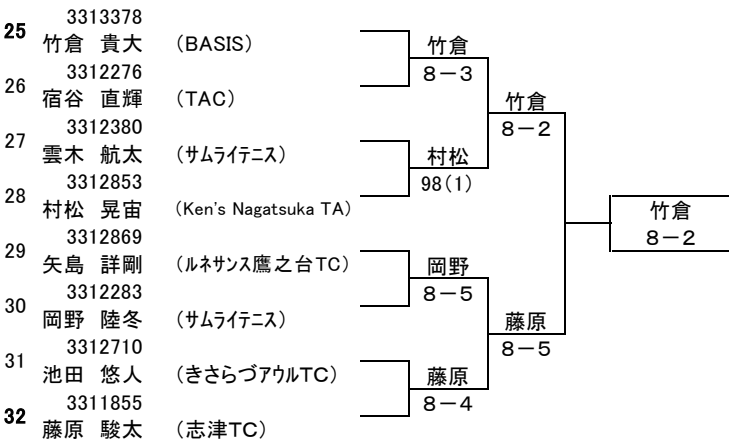 3313378
25 竹倉 貴大 (BASIS)
3312276
26 宿谷 直輝 (TAC)
3312380
27 雲木 航太 (サムライテニス)
3312853
28 村松 晃宙 (Ken's Nagatsuka TA)
3312869
29 矢島 詳剛 (ルネサンス鷹之台TC)
3312283
30 岡野 陸冬 (サムライテニス)
3312710
31 池田 悠人 (きさらづアウルTC)
3311855
32 藤原 駿太 (志津TC)
竹倉
8-3
村松
98(1)
岡野
8-5
藤原
8-4
竹倉
8-2
藤原
8-5
竹倉
8-2